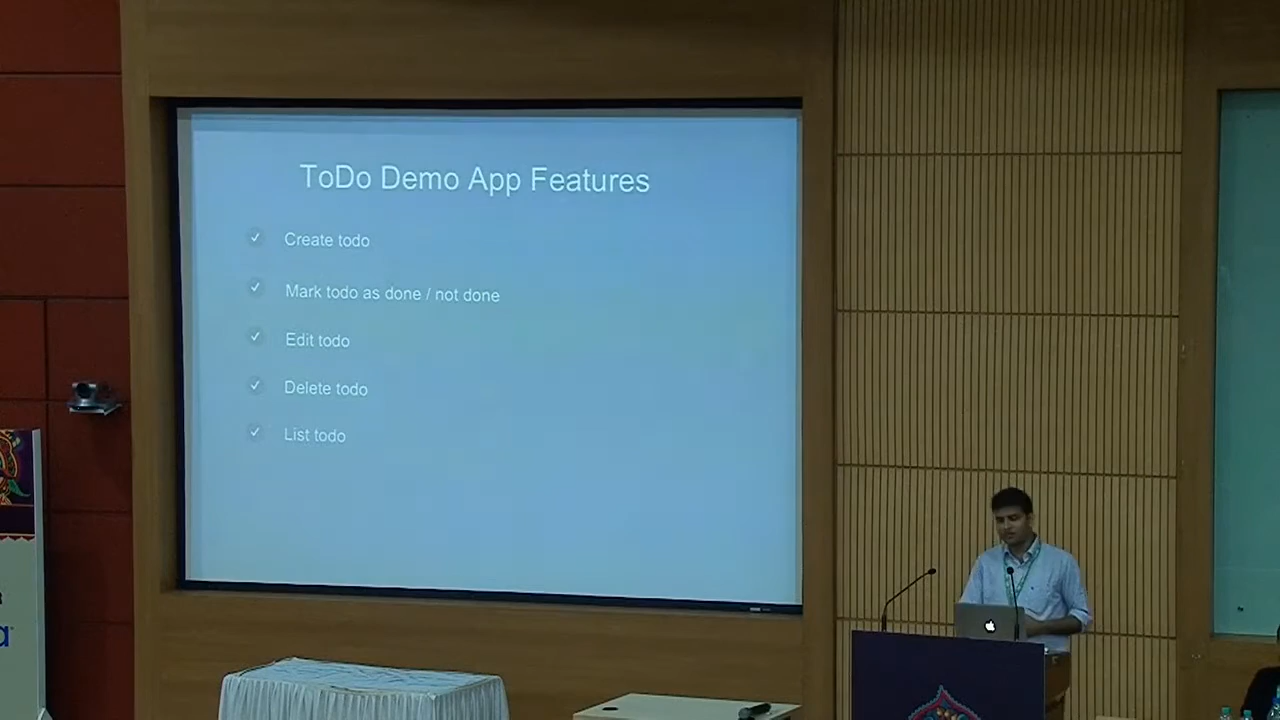 ToDo Demo App Features
Create todo
Mark todo as done / not done
Edit todo
Delete todo
List todo